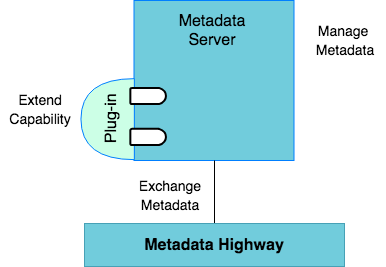 Metadata
Server
Manage
Metadata
Extend
Capability
Plug-in
Exchange
Metadata
Metadata Highway